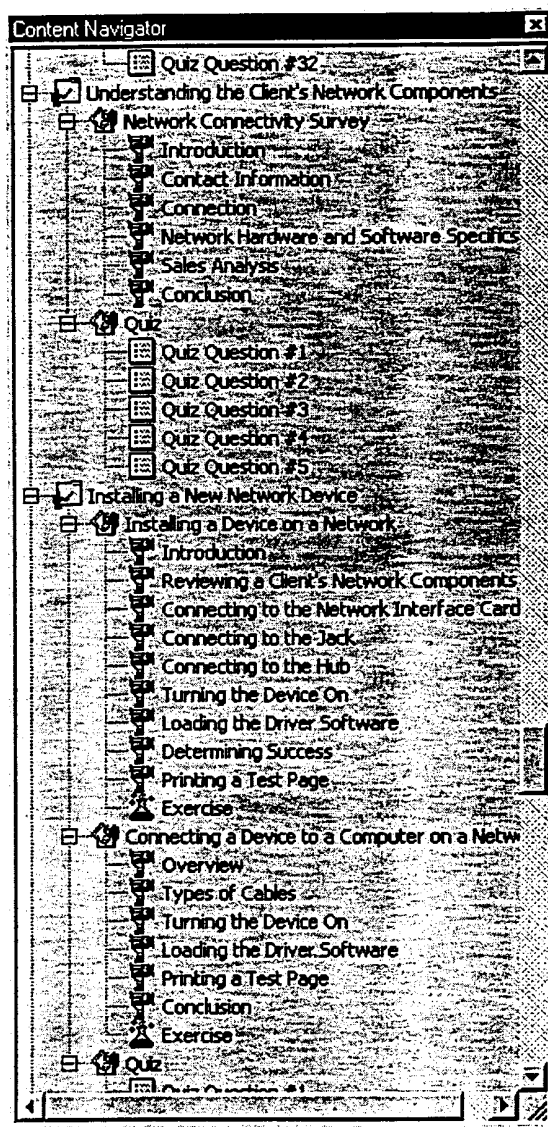 Content Navigator
Quiz Question #32
Understanding the Client's Network Components
Network Connectivity Survey
Introduction
Contact Information
Connection
Network Hardware and Software Specifics
Sales Analysis
Conclusion
Quiz
Quiz Question #1
Quiz Question #2
Quiz Question #3
Quiz Question #4
Quiz Question #5
Installing a New Network Device
Installing a Device on a Network
Introduction
Reviewing a Client's Network Components
Connecting to the Network Interface Card
Connecting to the Jack
Connecting to the Hub
Turning the Device On
Loading the Driver Software
Determining Success
Printing a Test Page
Exercise
Connecting a Device to a Computer on a Netw
Overview
Types of Cables
Turning the Device On
Loading the Driver Software
Printing a Test Page
Conclusion
Exercise
Quiz
Quiz Question #1